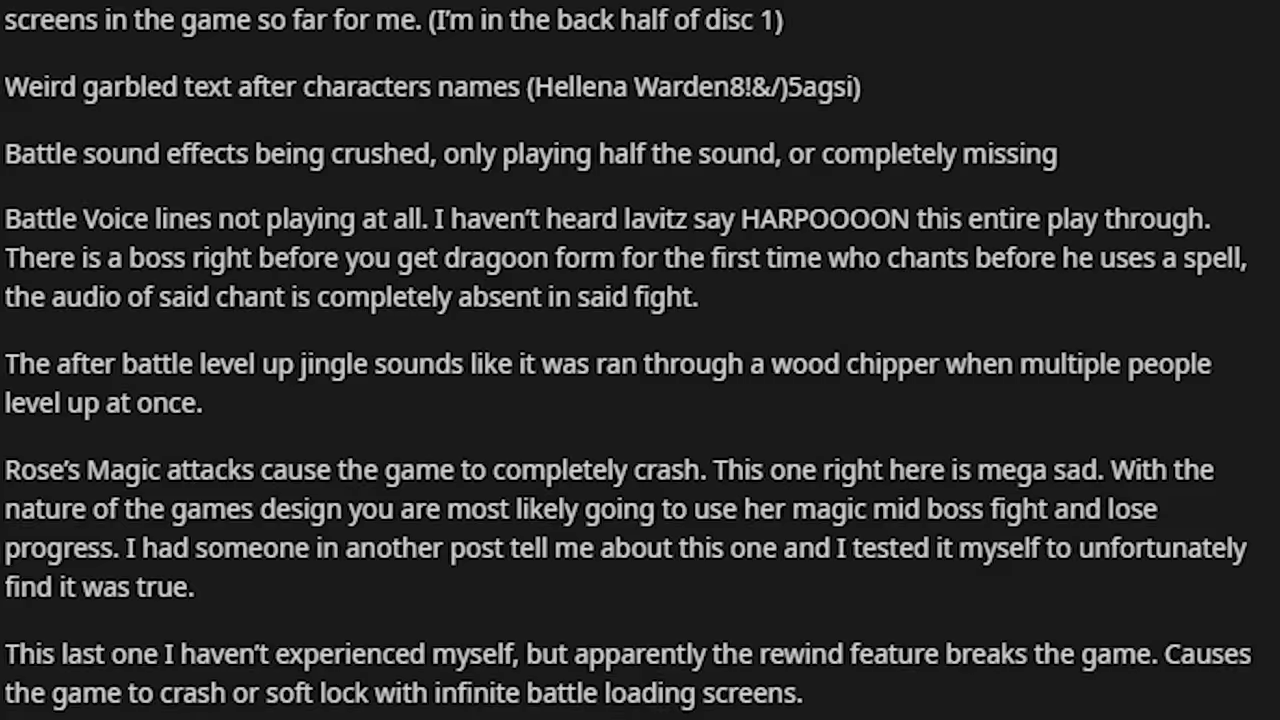 screens in the game so far for me. (I'm in the back half of disc 1)
Weird garbled text after characters names (Hellena Warden8!&/)5agsi)
Battle sound effects being crushed, only playing half the sound, or completely missing
Battle Voice lines not playing at all. I haven't heard lavitz say HARPOOOON this entire play through.
There is a boss right before you get dragoon form for the first time who chants before he uses a spell,
the audio of said chant is completely absent in said fight.
The after battle level up jingle sounds like it was ran through a wood chipper when multiple people
level up at once.
Rose's Magic attacks cause the game to completely crash. This one right here is mega sad. With the
nature of the games design you are most likely going to use her magic mid boss fight and lose
progress. I had someone in another post tell me about this one and I tested it myself to unfortunately
find it was true.
This last one I haven't experienced myself, but apparently the rewind feature breaks the game. Causes
the game to crash or soft lock with infinite battle loading screens.